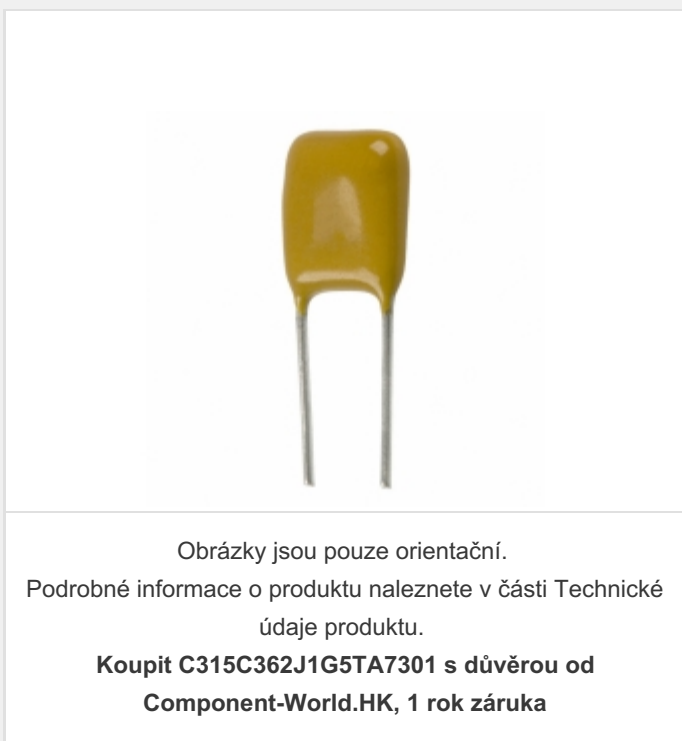 Obrázky jsou pouze orientační.
Podrobné informace o produktu naleznete v části Technické
údaje produktu.
Koupit C315C362J1G5TA7301 s důvěrou od
Component-World.HK, 1 rok záruka